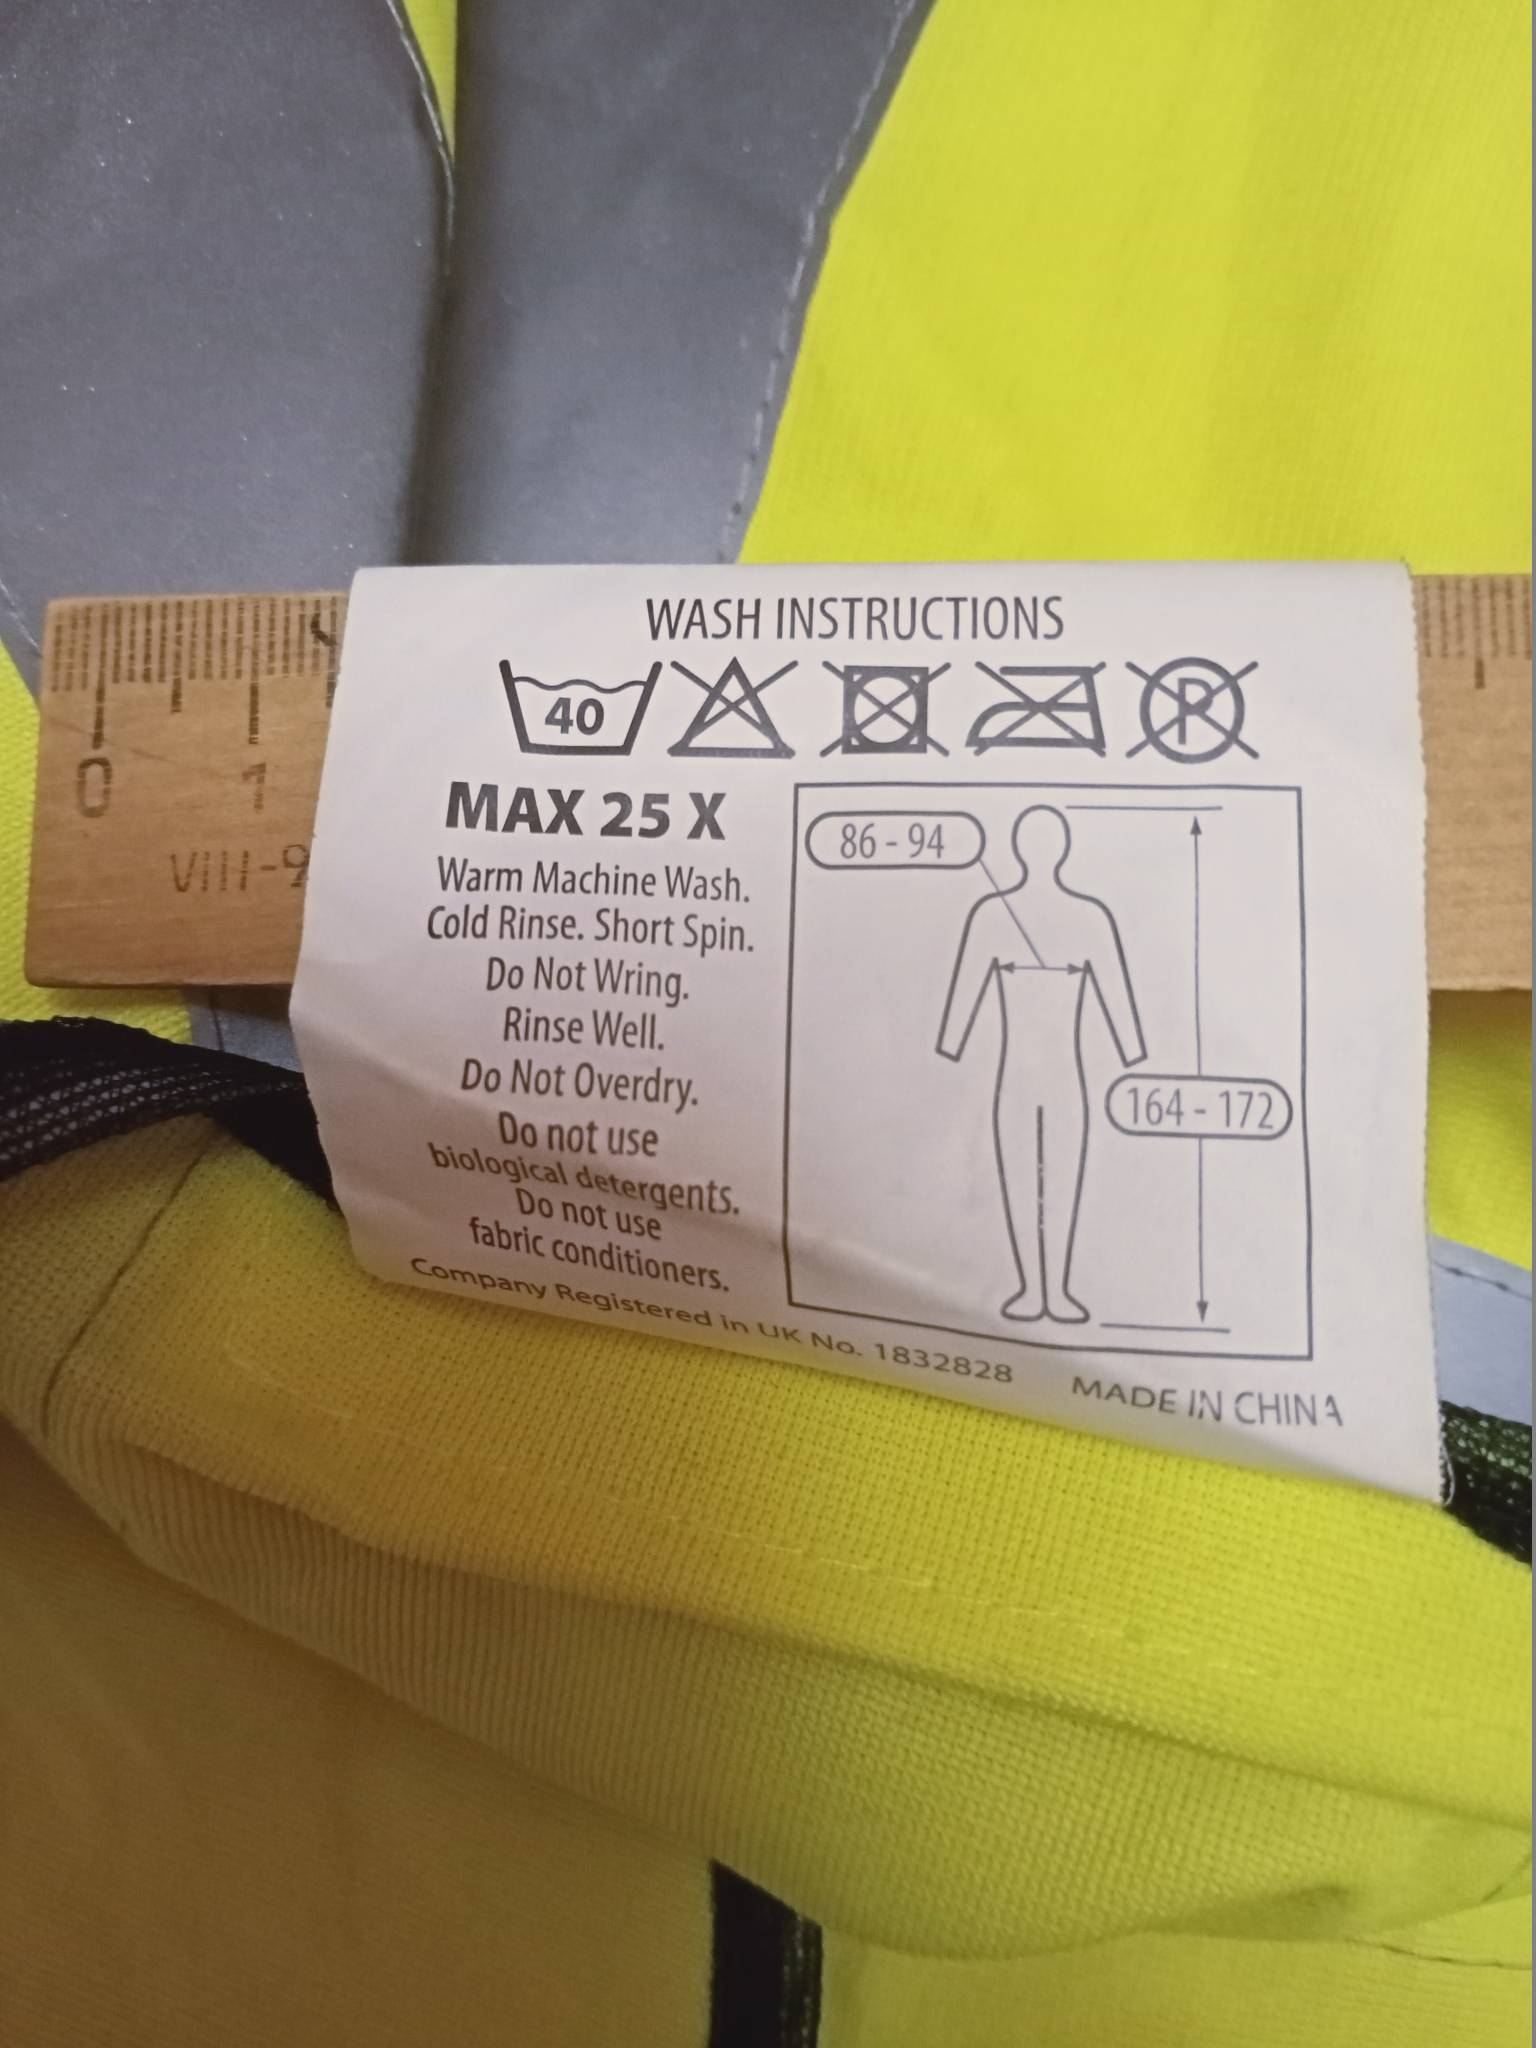 WASH INSTRUCTIONS
40
P
MAX 25 X
Warm Machine Wash.
Cold Rinse. Short Spin.
Do Not Wring.
Rinse Well.
Do Not Overdry.
Do not use
biological detergents.
Do not use
fabric conditioners.
86 - 94
164 - 172
Company Registered in UK No. 1832828 MADE IN CHINA
0 1